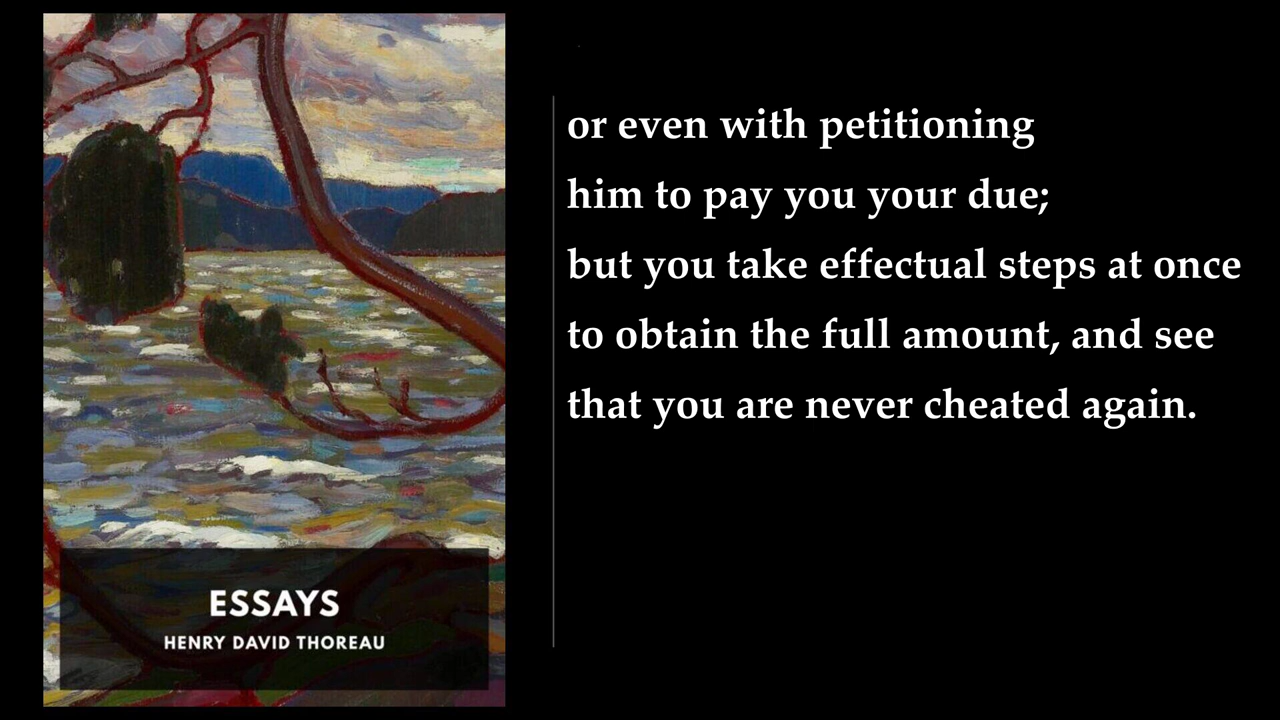 or even with petitioning
him to pay you your due;
but you take effectual steps at once
to obtain the full amount, and see
that you are never cheated again.
ESSAYS
HENRY DAVID THOREAU